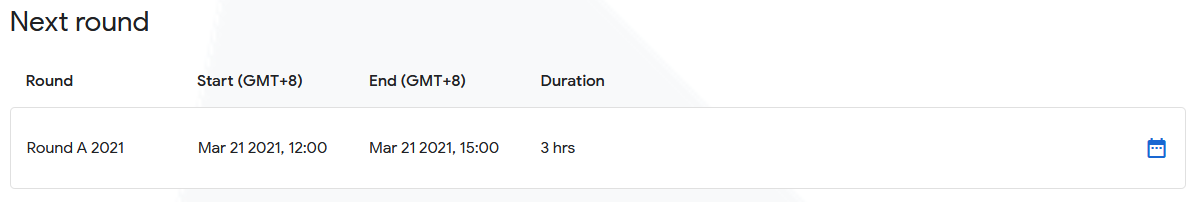 Next round
Round Start (GMT+8) End (GMT+8) Duration
Round A 2021 Mar 21 2021, 12:00 Mar 21 2021, 15:00 3 hrs